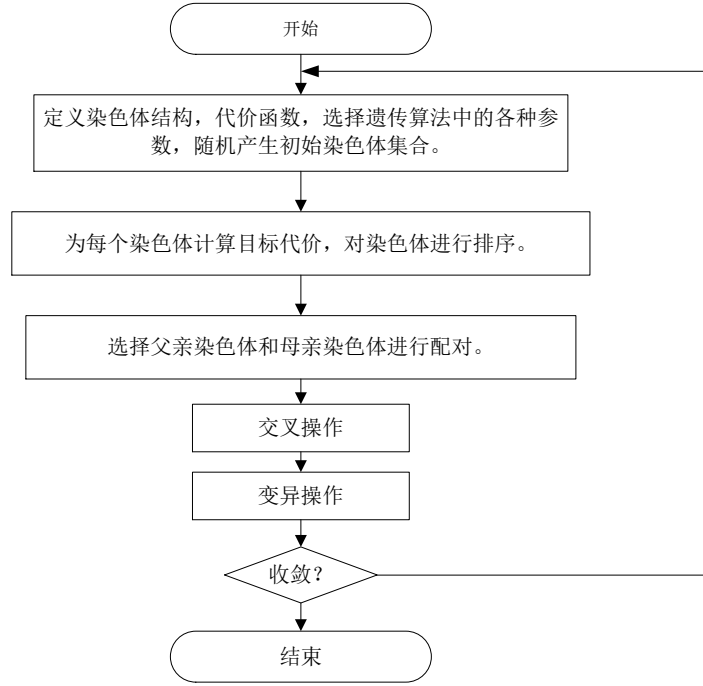 开始
定义染色体结构，代价函数，选择遗传算法中的各种参
数，随机产生初始染色体集合。
为每个染色体计算目标代价，对染色体进行排序。
选择父亲染色体和母亲染色体进行配对。
交叉操作
变异操作
收敛？
结束